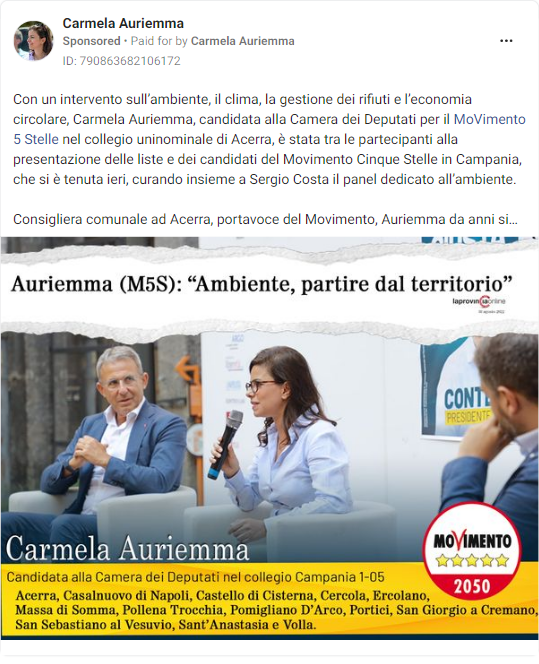 Carmela Auriemma
Sponsored • Paid for by Carmela Auriemma
ID: 790863682106172
Con un intervento sull'ambiente, il clima, la gestione dei rifiuti e l'economia
circolare, Carmela Auriemma, candidata alla Camera dei Deputati per il MoVimento
5 Stelle nel collegio uninominale di Acerra, è stata tra le partecipanti alla
presentazione delle liste e dei candidati del Movimento Cinque Stelle in Campania,
che si è tenuta ieri, curando insieme a Sergio Costa il panel dedicato all'ambiente.
Consigliera comunale ad Acerra, portavoce del Movimento, Auriemma da anni si...
Auriemma (M5S): “Ambiente, partire dal territorio”
laprovinciaonline
CONTE
PRESIDENTE
Carmela Auriemma
MOVIMENTO
2050
Candidata alla Camera dei Deputati nel collegio Campania 1-05
Acerra, Casalnuovo di Napoli, Castello di Cisterna, Cercola, Ercolano,
Massa di Somma, Pollena Trocchia, Pomigliano D'Arco, Portici, San Giorgio a Cremano,
San Sebastiano al Vesuvio, Sant'Anastasia e Volla.